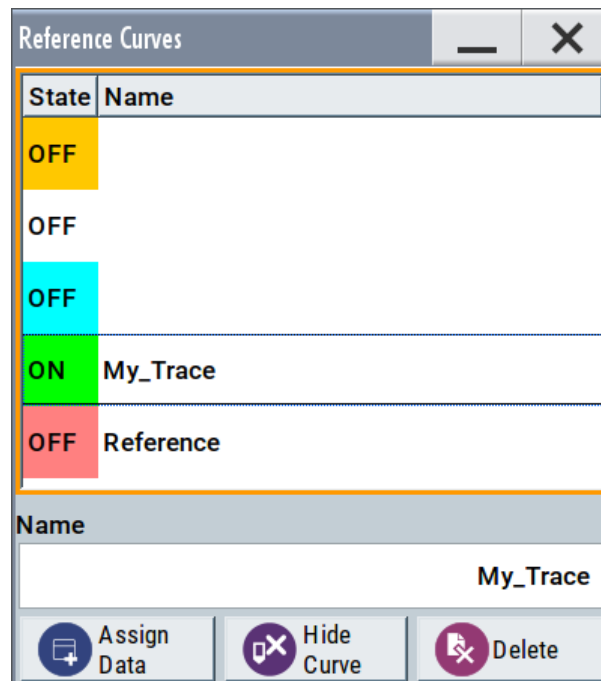 Reference Curves
State Name
OFF
OFF
OFF
ON My_Trace
OFF Reference
Name
My_Trace
Assign Data
Hide Curve
Delete